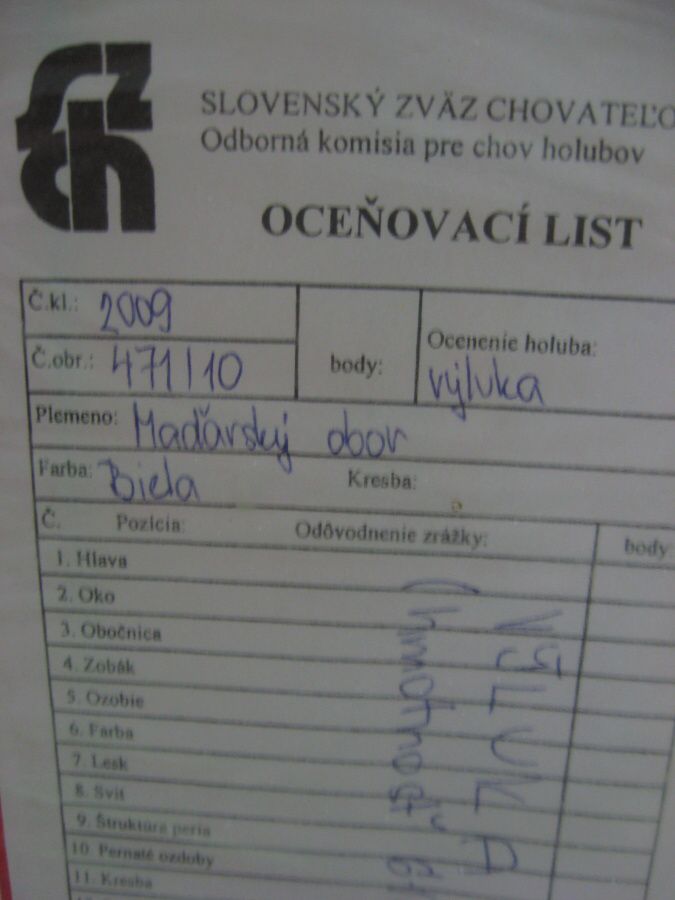 SZCH
SLOVENSKÝ ZVÄZ CHOVATEĽO
Odborná komisia pre chov holubov
OCEŇOVACÍ LIST
Č.kl.: 2009
Č.obr.: 471/10
body:
Ocenenie holuba:
výluka
Plemeno: Maďarský obor
Farba: Biela Kresba:
Č. Pozícia: Odôvodnenie zrážky: body
1. Hlava
2. Oko
3. Obočnica
4. Zobák
5. Ozobie
6. Farba
7. Lesk
8. Svit
9. Štruktúra peria
10. Pernaté ozdoby
11. Kresba
VÝLUKA
(hmotnosť